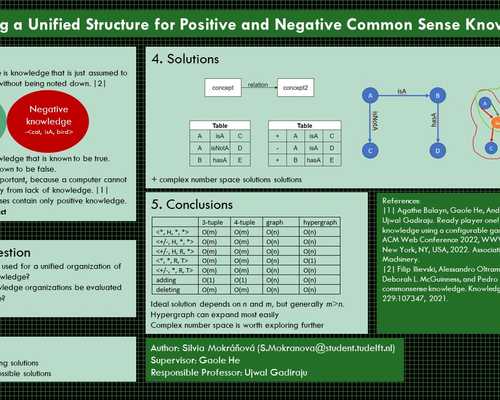 g a Unified Structure for Positive and Negative Common Sense Know
e is knowledge that is just assumed to
without being noted down. |2]
Negative
knowledge
¬<cat, isA, bird>
wledge that is known to be true.
own to be false.
portant, because a computer cannot
y from lack of knowledge. |1]
ses contain only positive knowledge.
ct
estion
used for a unified organization of
wledge?
wledge organizations be evaluated
e?
ng solutions
ossible solutions
4. Solutions
concept
relation
concept2
Table
A isA C
A isNotA D
B hasA E
Table
+ A isA C
- A isA D
+ B hasA E
A
isA
B
isNotA
hasA
C
D
+ complex number space solutions solutions
5. Conclusions
3-tuple 4-tuple graph hypergraph
<*, H, *, *> O(m) O(m) O(n) O(n)
<+/-, H, *, *> O(m) O(m) O(n) O(n)
<+/-, H, R, *> O(m) O(m) O(n) O(n)
<*, *, R, T> O(m) O(m) O(n) O(1)
<+/-, *, R, T> O(m) O(m) O(n) O(n)
adding O(1) O(1) O(n) O(n)
deleting O(m) O(m) O(n) O(n)
Ideal solution depends on n and m, but generally m>n.
Hypergraph can expand most easily
Complex number space is worth exploring further
References:
|1] Agathe Balayn, Gaole He, And
Ujwal Gadiraju. Ready player one!
knowledge using a configurable ga
ACM Web Conference 2022, WWW
New York, NY, USA, 2022. Associat
Machinery.
|2] Filip Ilievski, Alessandro Oltram
Deborah L. McGuinness, and Pedro
commonsense knowledge. Knowled
229:107347, 2021.
Author: Silvia Mokráňová (S.Mokranova@student.tudelft.nl)
Supervisor: Gaole He
Responsible Professor: Ujwal Gadiraju